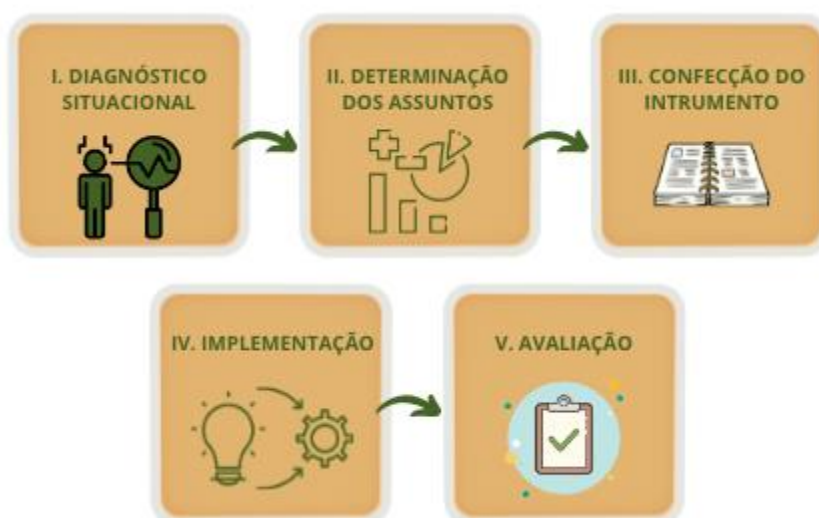 I. DIAGNÓSTICO
SITUACIONAL
II. DETERMINAÇÃO
DOS ASSUNTOS
III. CONFECÇÃO DO
INTRUMENTO
IV. IMPLEMENTAÇÃO
V. AVALIAÇÃO